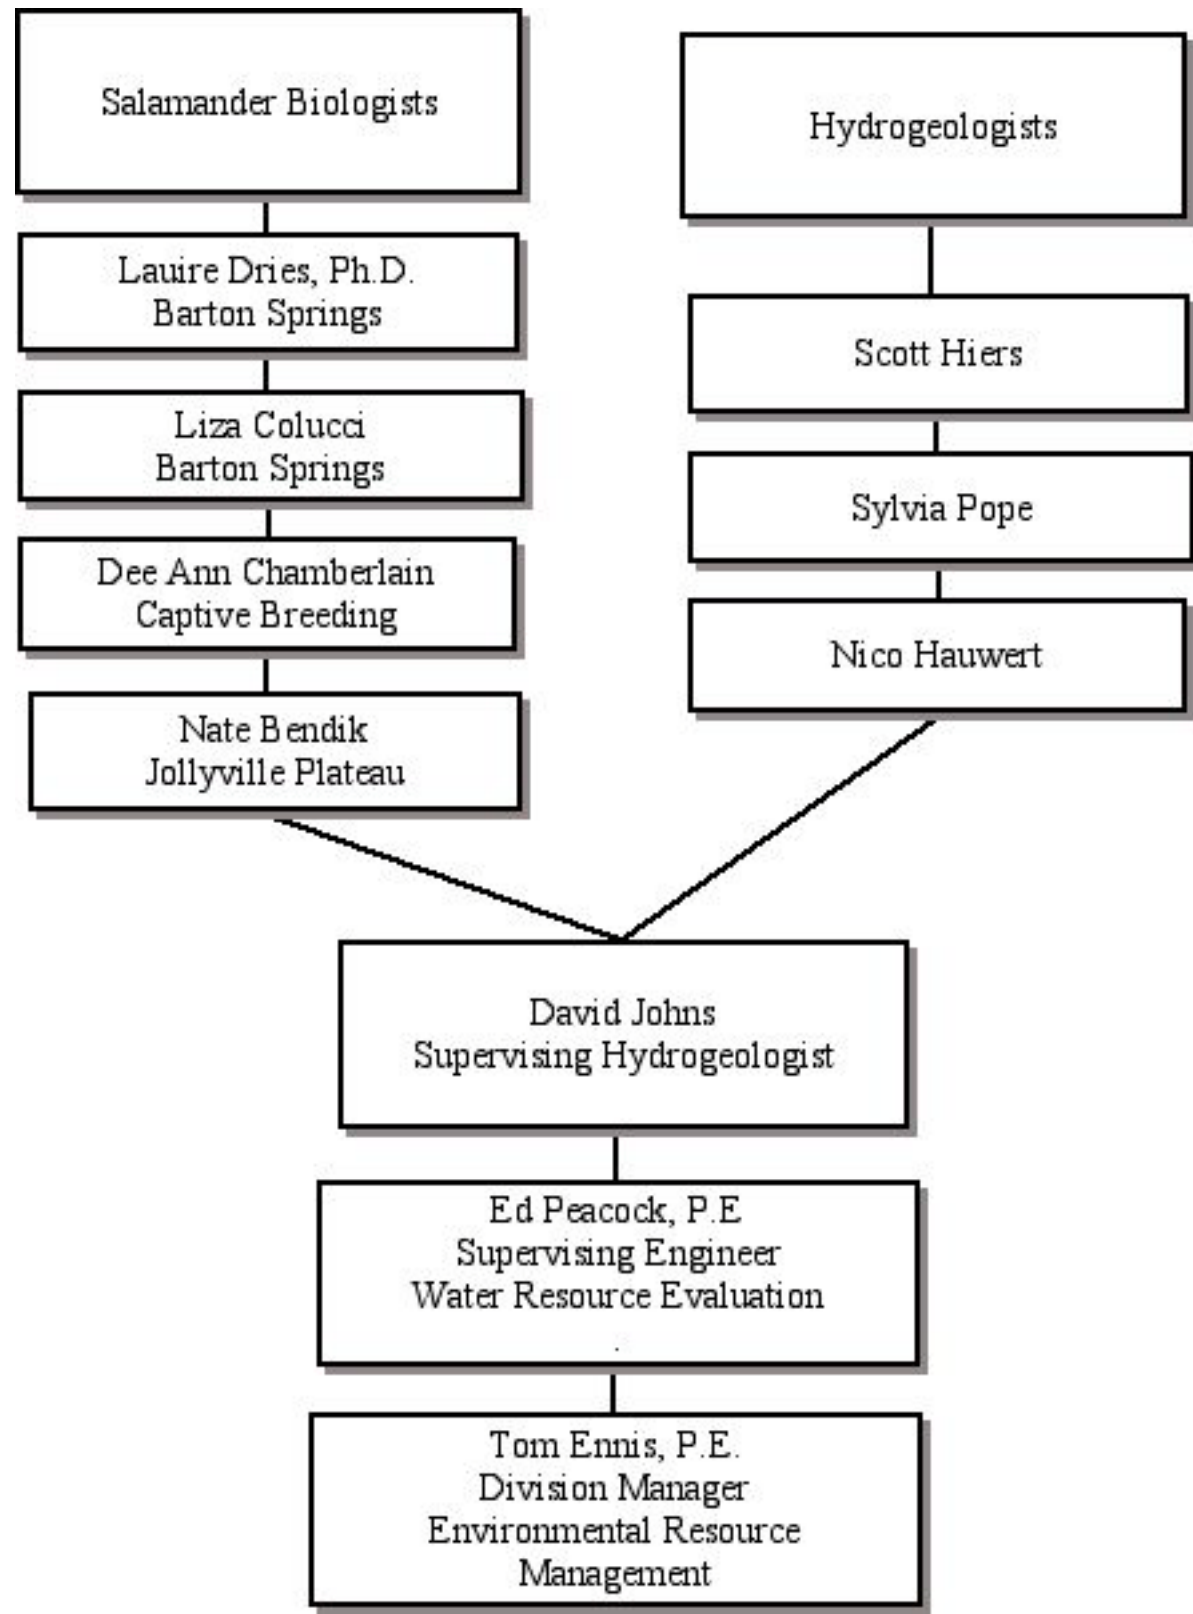 Salamander Biologists
Lauire Dries, Ph.D.
Barton Springs
Liza Colucci
Barton Springs
Dee Ann Chamberlain
Captive Breeding
Nate Bendik
Jollyville Plateau
Hydrogeologists
Scott Hiers
Sylvia Pope
Nico Hauwert
David Johns
Supervising Hydrogeologist
Ed Peacock, P.E
Supervising Engineer
Water Resource Evaluation
.
Tom Ennis, P.E.
Division Manager
Environmental Resource
Management